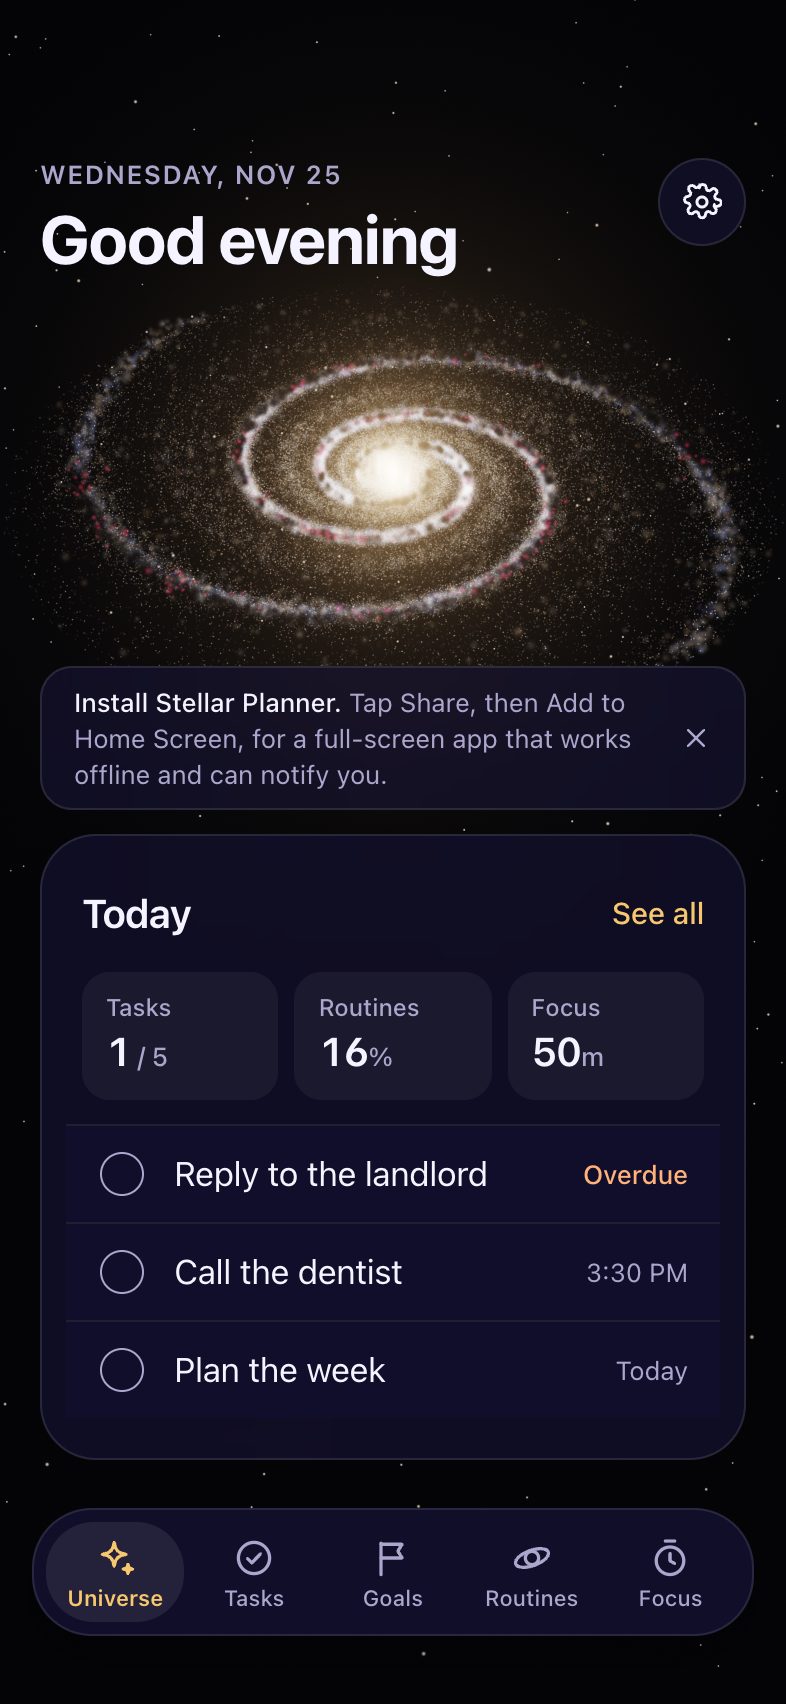 WEDNESDAY, NOV 25
Good evening
Install Stellar Planner. Tap Share, then Add to
Home Screen, for a full-screen app that works
offline and can notify you.
Today
See all
Tasks
1 / 5
Routines
16%
Focus
50m
Reply to the landlord
Overdue
Call the dentist
3:30 PM
Plan the week
Today
Universe
Tasks
Goals
Routines
Focus